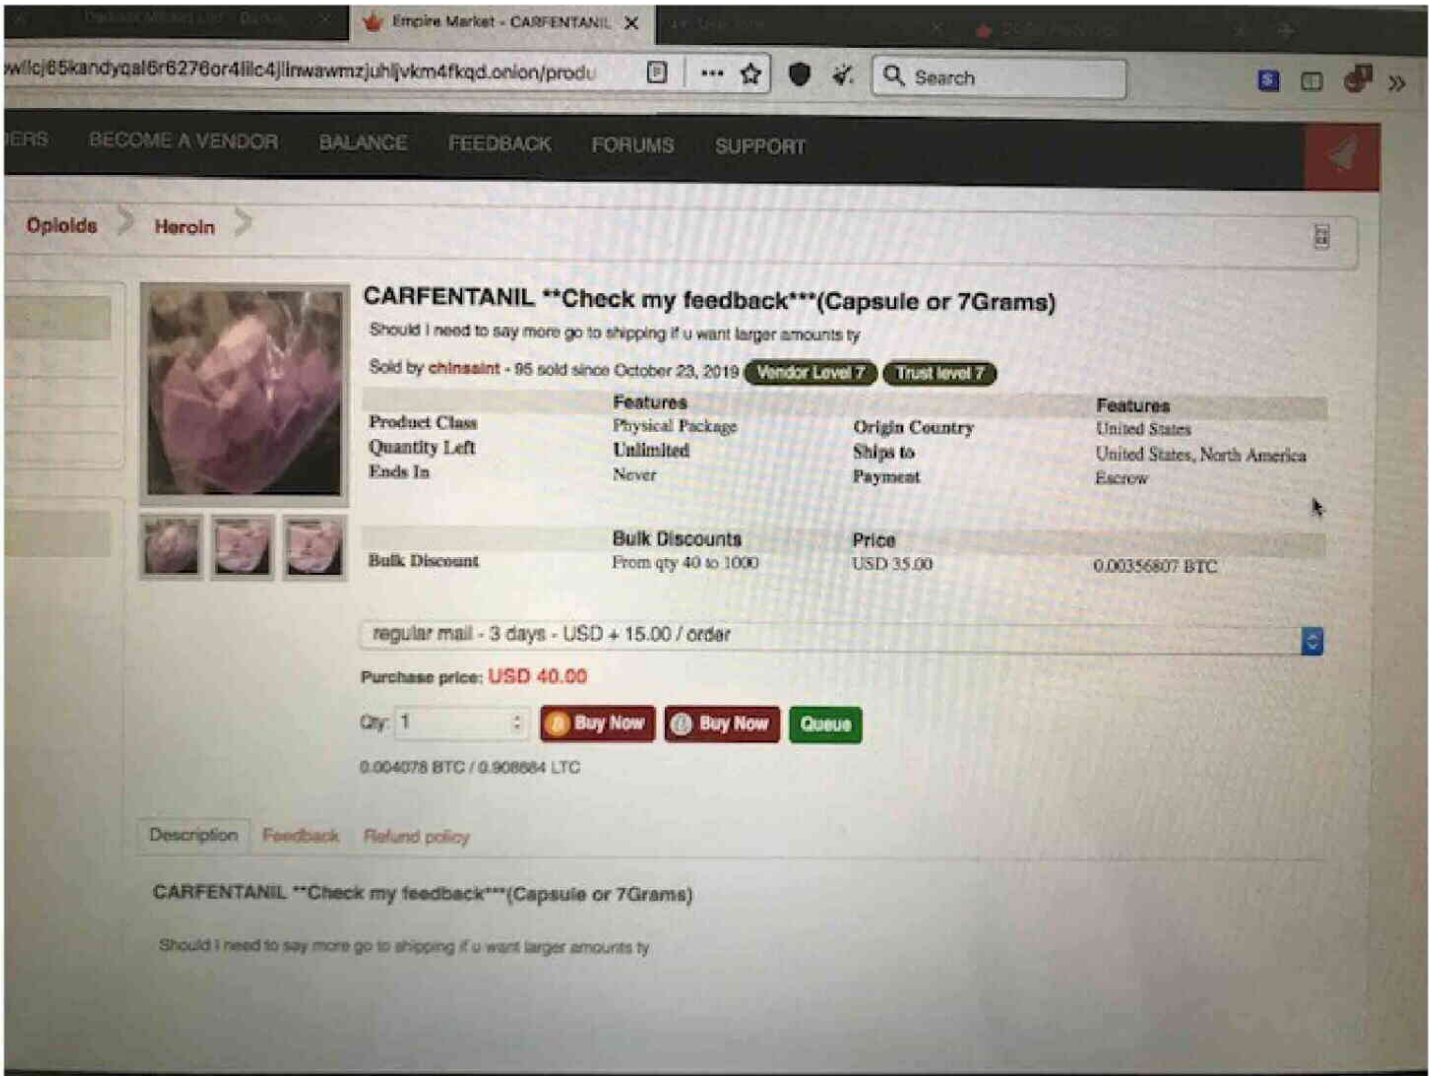 Empire Market - CARFENTANIL
Search
BECOME A VENDOR BALANCE FEEDBACK FORUMS SUPPORT
Opioids Heroin
CARFENTANIL **Check my feedback***(Capsule or 7Grams)
Should I need to say more go to shipping if u want larger amounts ty
Sold by chinsaint - 95 sold since October 23, 2019 Vendor Level 7 Trust level 7
Features Features
Product Class Physical Package Origin Country United States
Quantity Left Unlimited Ships to United States, North America
Ends In Never Payment Escrow
Bulk Discounts Price
Bulk Discount From qty 40 to 1000 USD 35.00 0.00356807 BTC
regular mail - 3 days - USD + 15.00 / order
Purchase price: USD 40.00
Qty: 1 Buy Now Buy Now Queue
0.004078 BTC / 0.908684 LTC
Description Feedback Refund policy
CARFENTANIL **Check my feedback***(Capsule or 7Grams)
Should I need to say more go to shipping if u want larger amounts ty